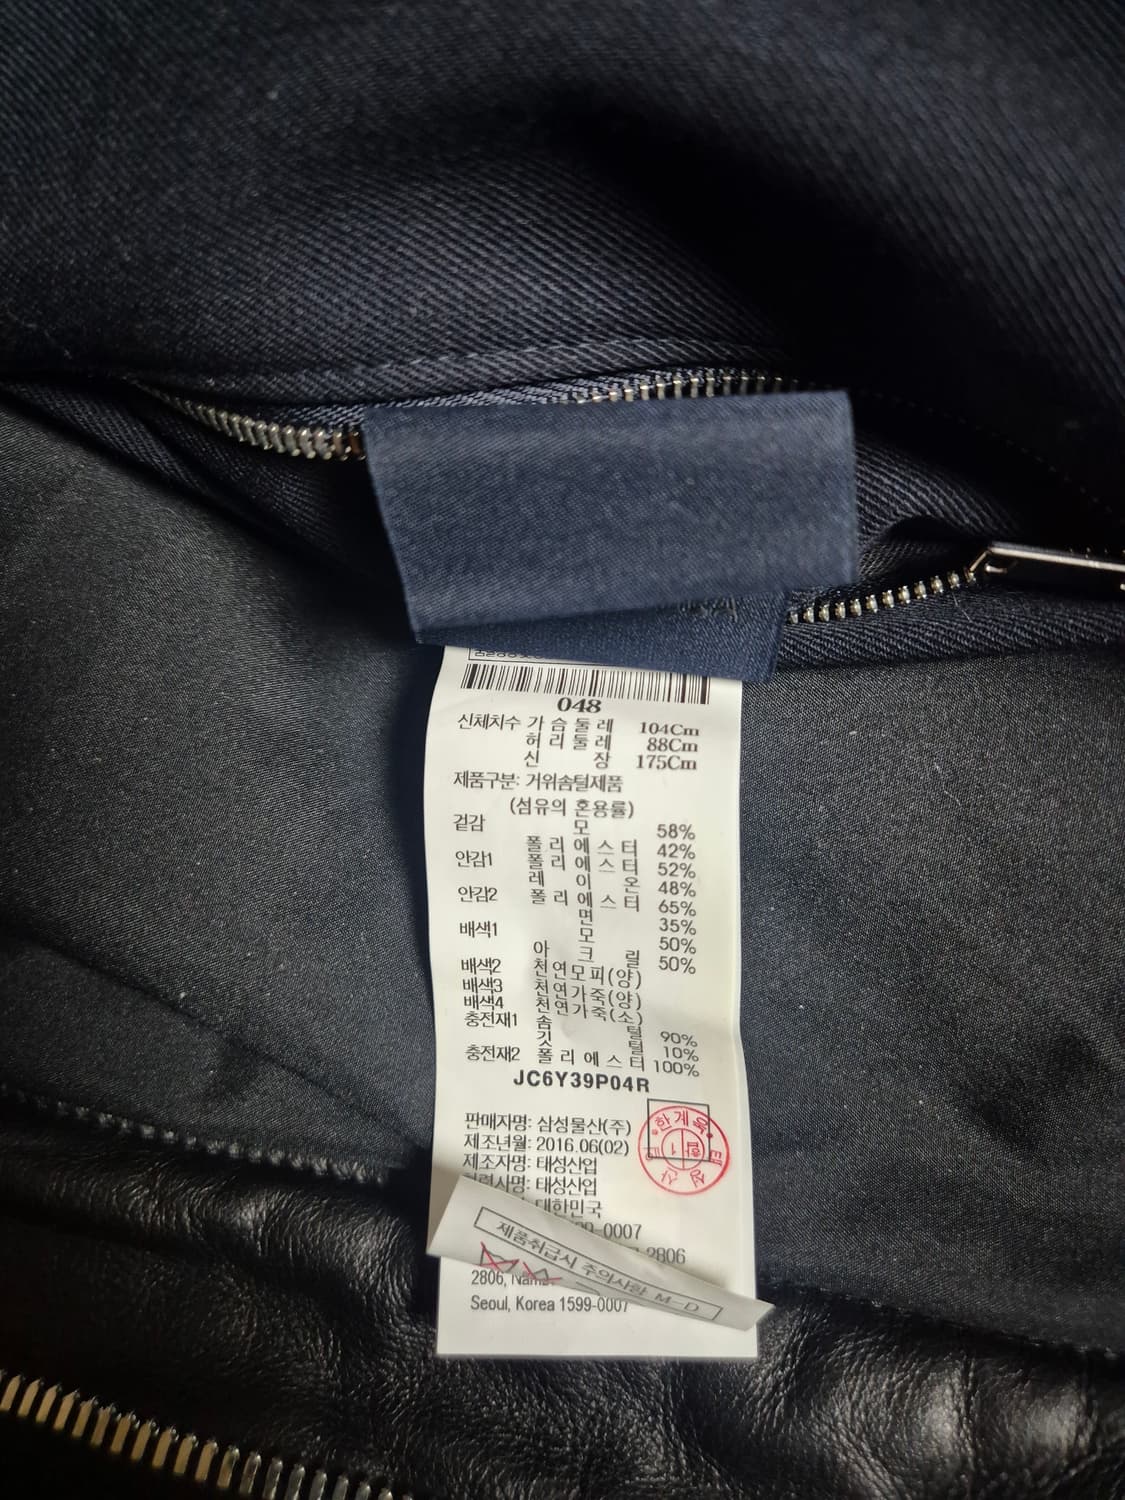 048
신체치수 가슴둘레 104Cm
허리둘레 88Cm
신장 175Cm
제품구분: 거위솜털제품
(섬유의 혼용률)
겉감 모 58%
폴리에스터 42%
안감1 폴리에스터 52%
레이온 48%
안감2 폴리에스터 65%
면 35%
배색1 모 50%
아크릴 50%
배색2 천연모피(양)
배색3 천연가죽(양)
배색4 천연가죽(소)
충전재1 솜털 90%
깃털 10%
충전재2 폴리에스터 100%
JC6Y39P04R
판매자명: 삼성물산(주)
제조년월: 2016.06(02)
제조자명: 태성산업
태성산업
대한민국
-0007
2806
제품취급시 주의사항 M-D
2806,
Seoul, Korea 1599-0007